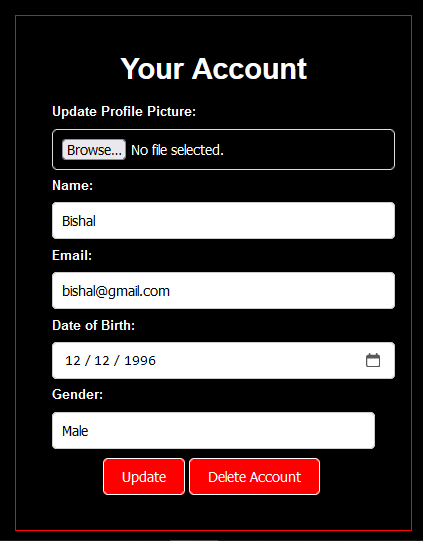 Your Account
Update Profile Picture:
Browse... No file selected.
Name:
Bishal
Email:
bishal@gmail.com
Date of Birth:
12 / 12 / 1996
Gender:
Male
Update Delete Account